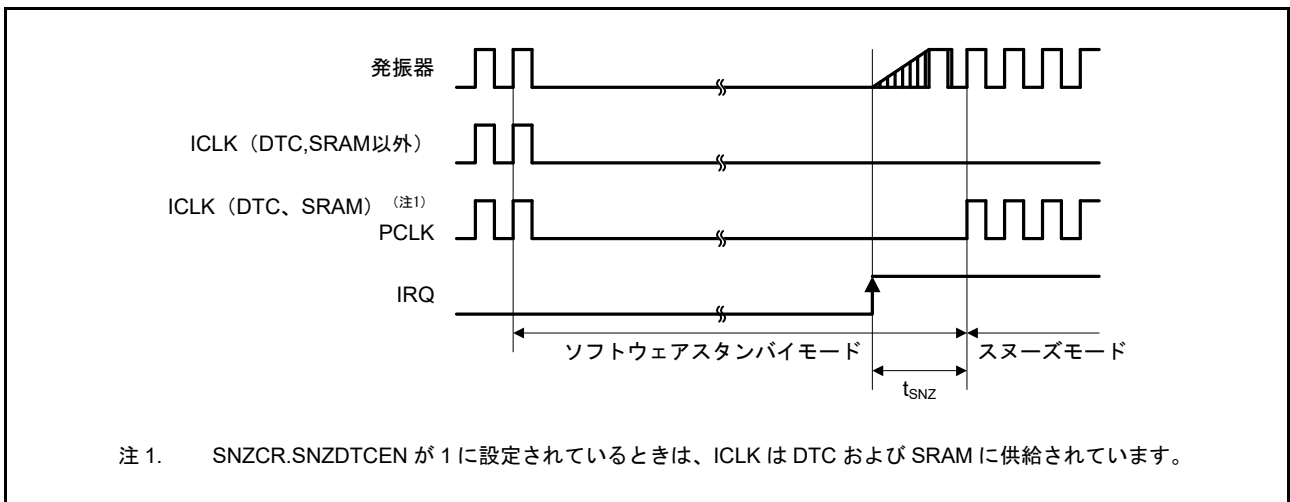 発振器
ICLK（DTC,SRAM以外）
ICLK（DTC、SRAM）（注1）
PCLK
IRQ
ソフトウェアスタンバイモード
スヌーズモード
tSNZ
注 1. SNZCR.SNZDTCEN が 1 に設定されているときは、ICLK は DTC および SRAM に供給されています。